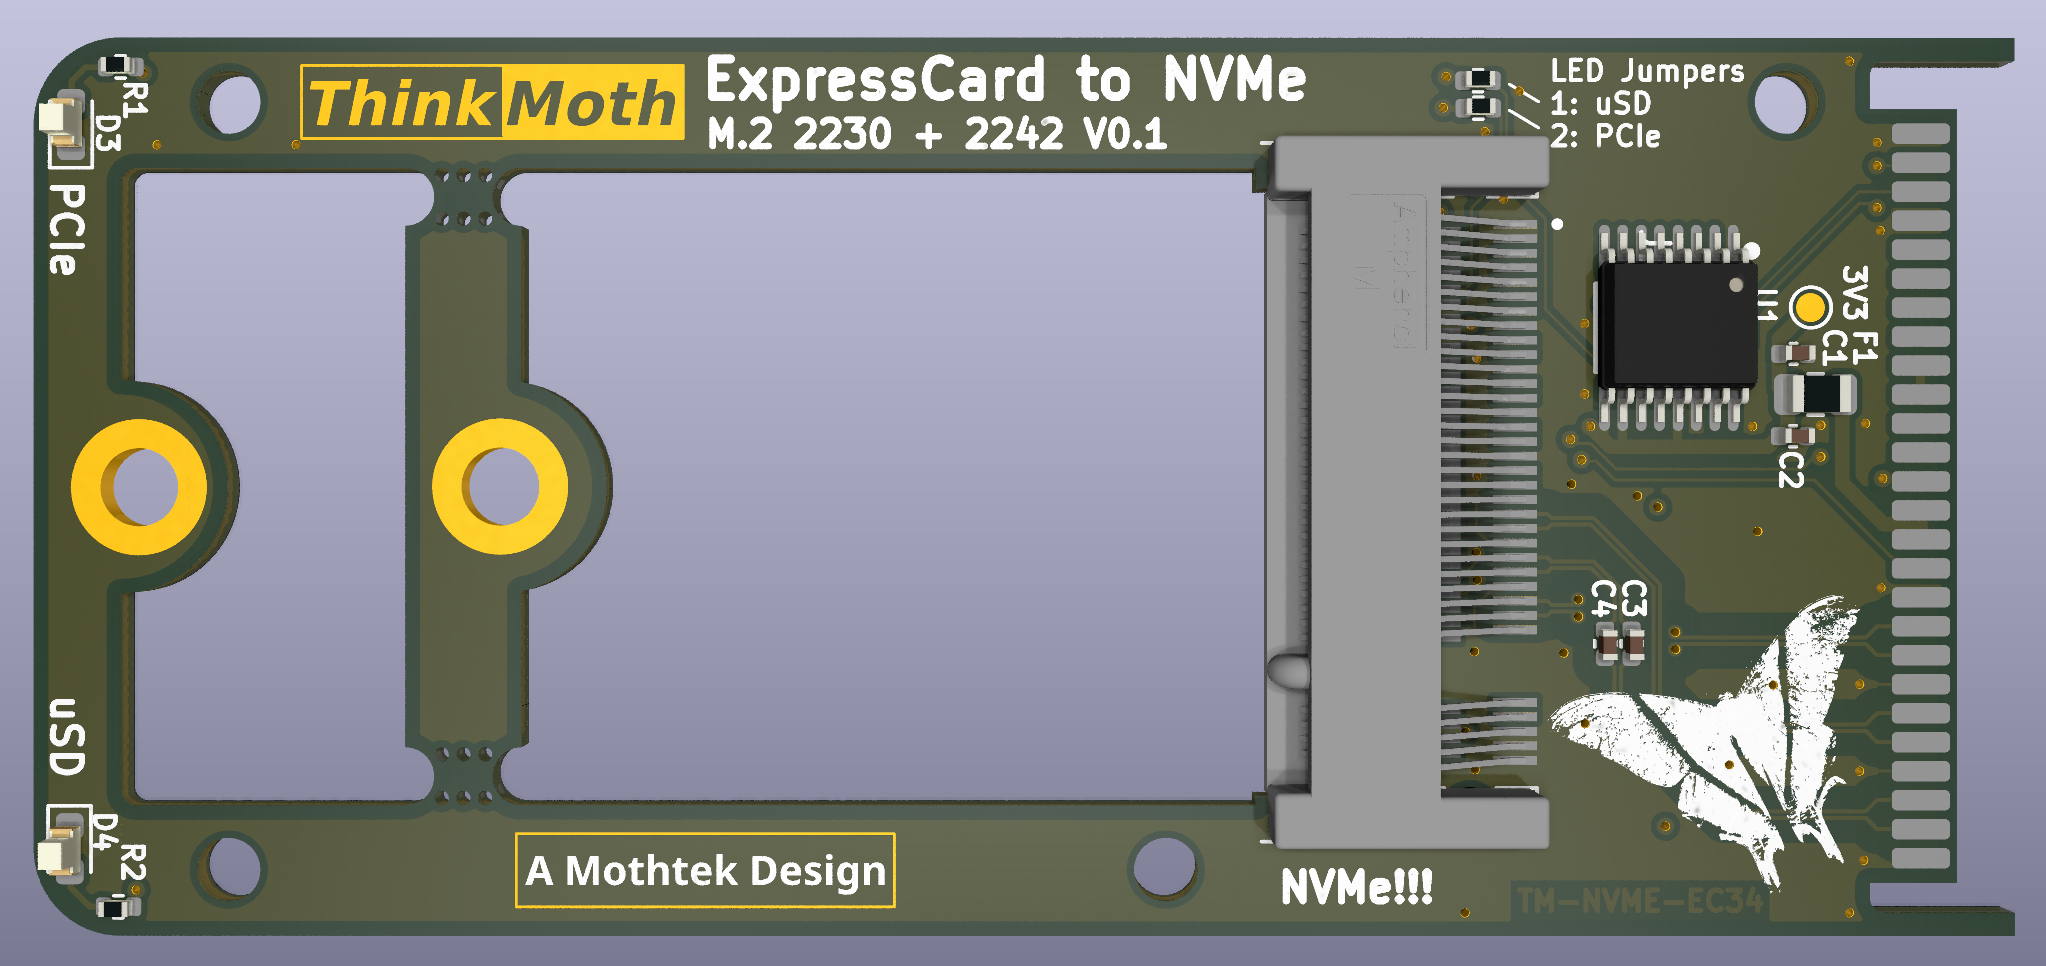 ThinkMoth
ExpressCard to NVMe
M.2 2230 + 2242 V0.1
LED Jumpers
1: uSD
2: PCIe
R1
D3
PCIe
Amphenol
M
U1
3V3
F1
C1
C2
C4
C3
uSD
D4
R2
A Mothtek Design
NVMe!!!
TM-NVME-EC34